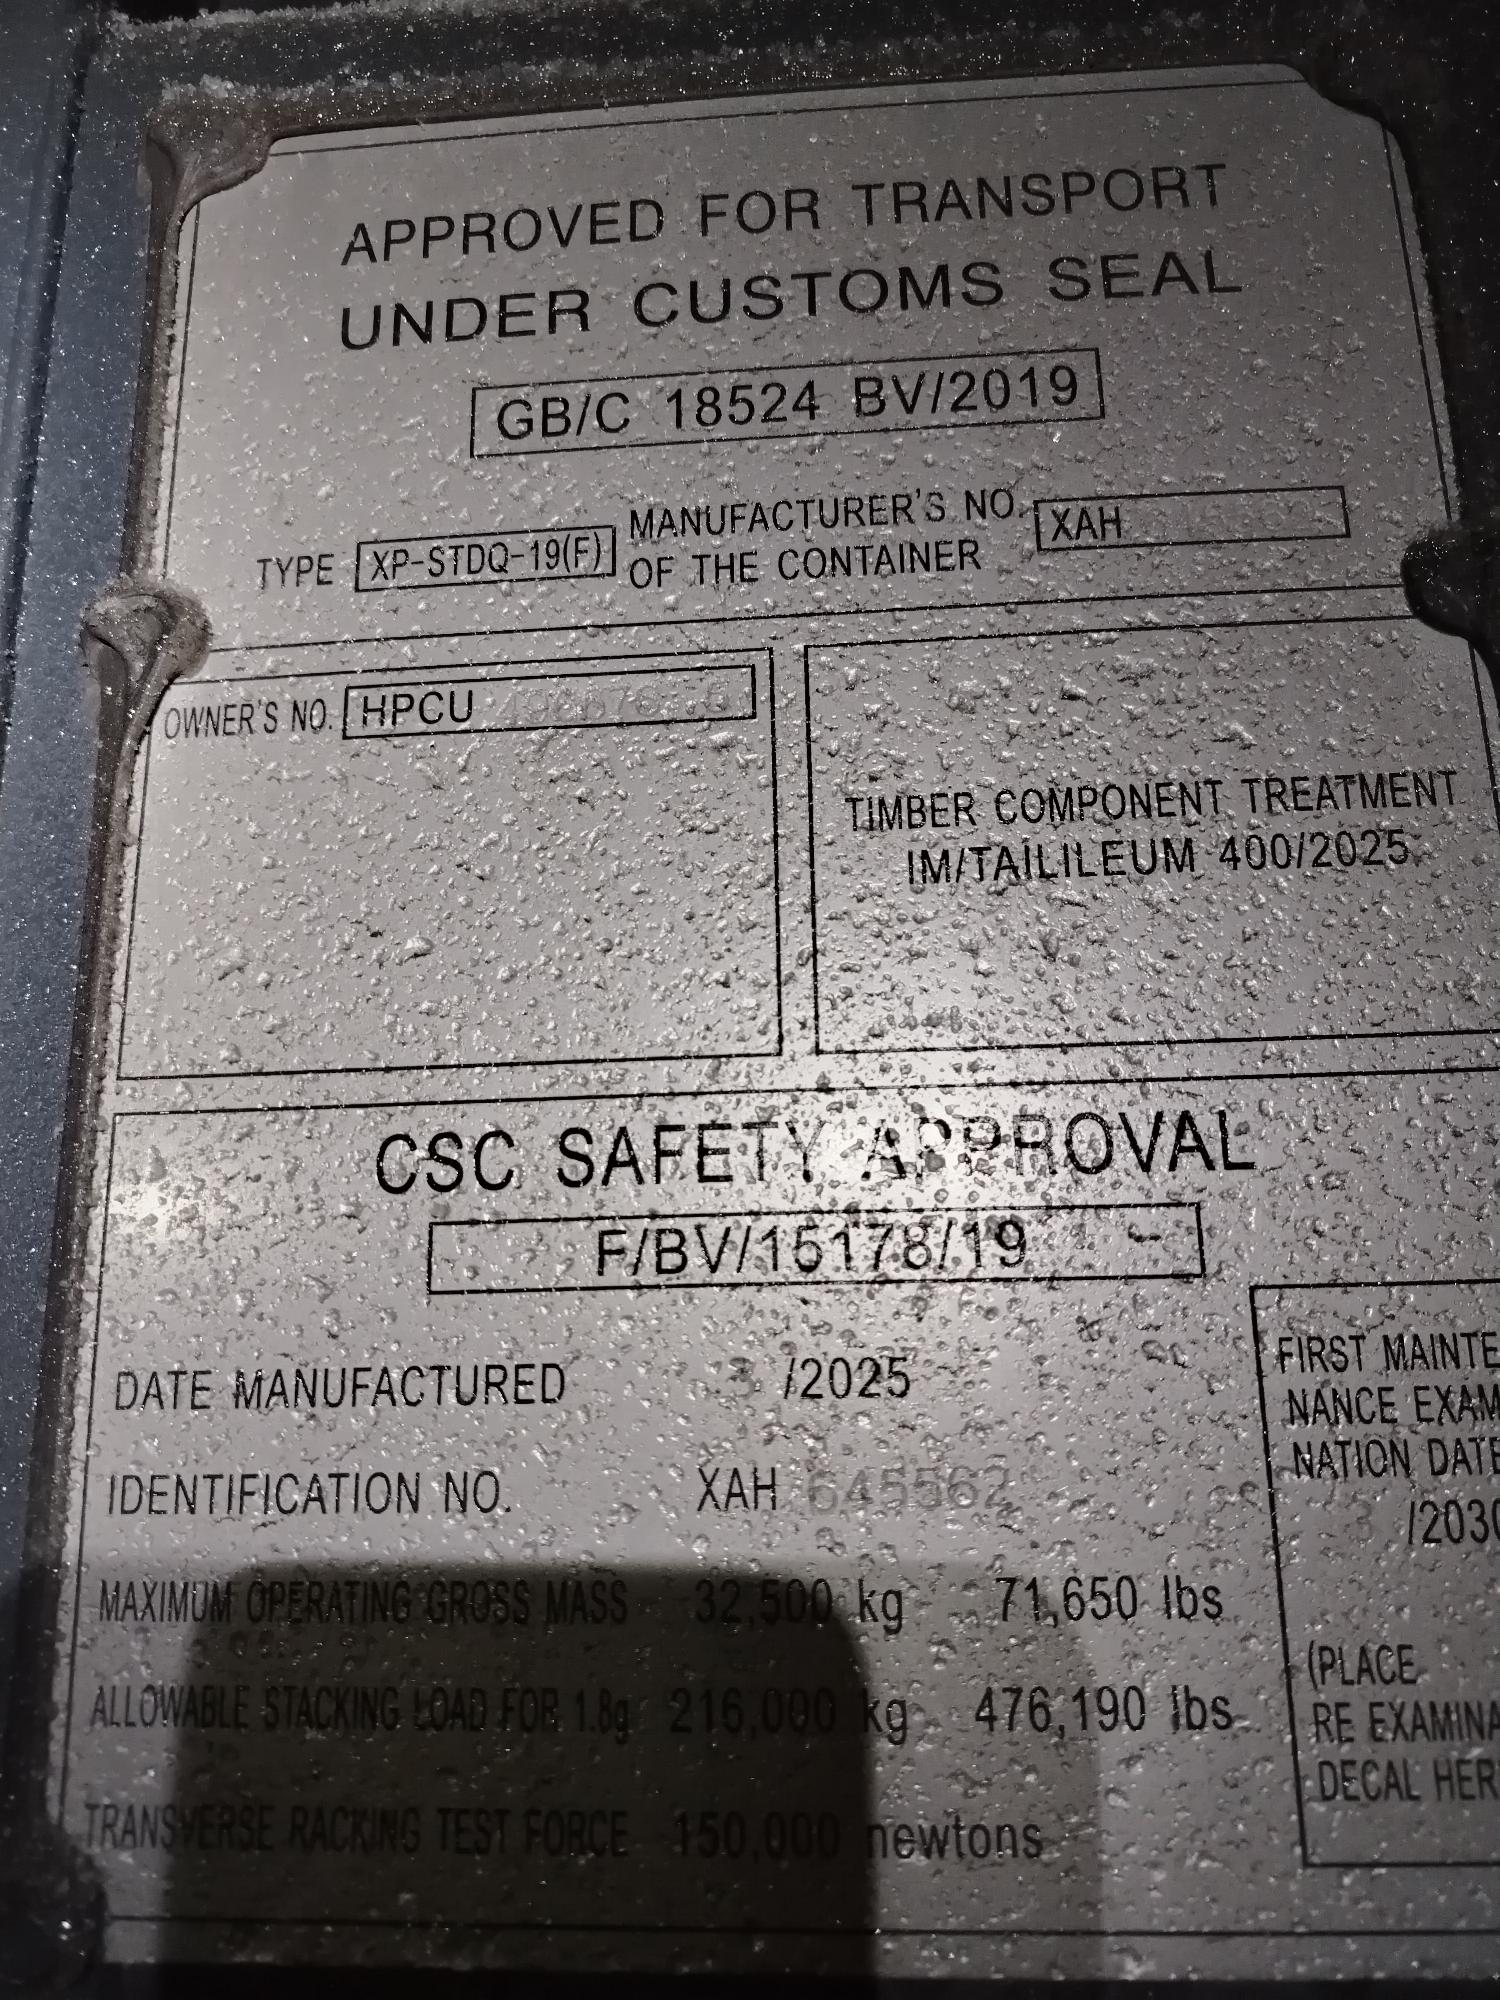 APPROVED FOR TRANSPORT
UNDER CUSTOMS SEAL
GB/C 18524 BV/2019
TYPE XP-STDQ-19(F) MANUFACTURER'S NO. OF THE CONTAINER XAH
OWNER'S NO. HPCU
TIMBER COMPONENT TREATMENT
IM/TAILILEUM 400/2025
CSC SAFETY APPROVAL
F/BV/15178/19
DATE MANUFACTURED 3 /2025
IDENTIFICATION NO. XAH 645562
MAXIMUM OPERATING GROSS MASS 32,500 kg 71,650 lbs
ALLOWABLE STACKING LOAD FOR 1.8g 216,000 kg 476,190 lbs
TRANSVERSE RACKING TEST FORCE 150,000 newtons
FIRST MAINTE
NANCE EXAM
NATION DATE
3 /2030
(PLACE
RE EXAMINA
DECAL HER